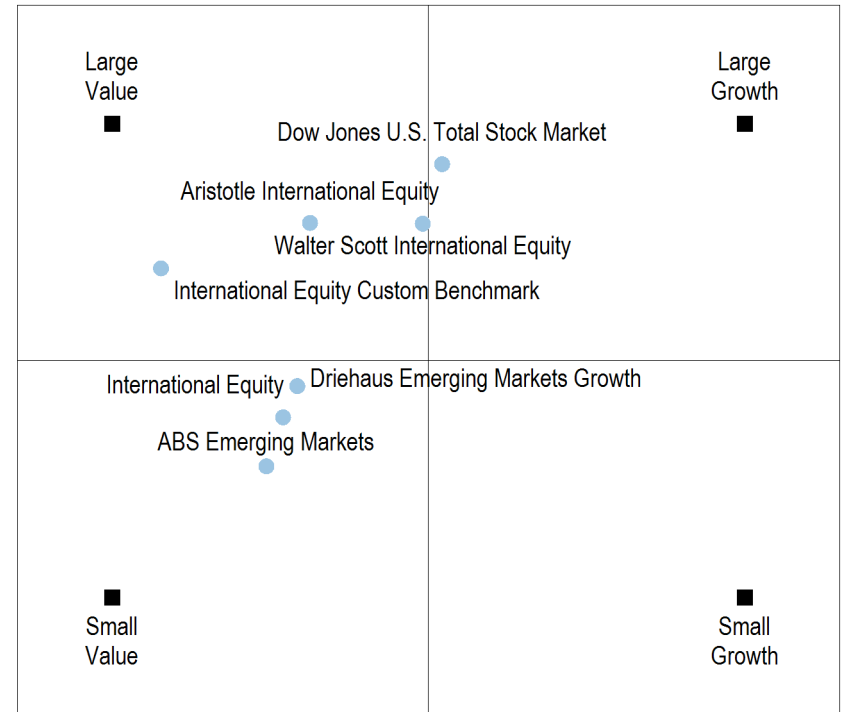 Large
Value
Large
Growth
Dow Jones U.S. Total Stock Market
Aristotle International Equity
Walter Scott International Equity
International Equity Custom Benchmark
International Equity
Driehaus Emerging Markets Growth
ABS Emerging Markets
Small
Value
Small
Growth